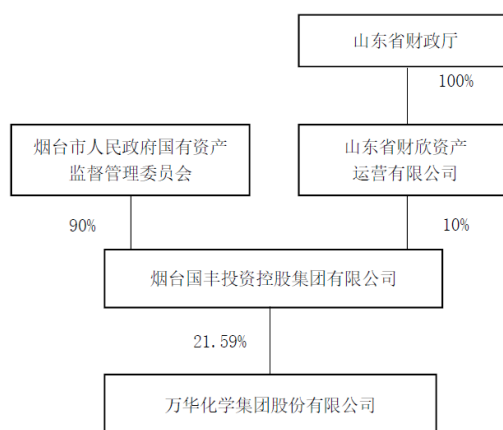 山东省财政厅
100%
烟台市人民政府国有资产
监督管理委员会
山东省财欣资产
运营有限公司
90%
10%
烟台国丰投资控股集团有限公司
21.59%
万华化学集团股份有限公司